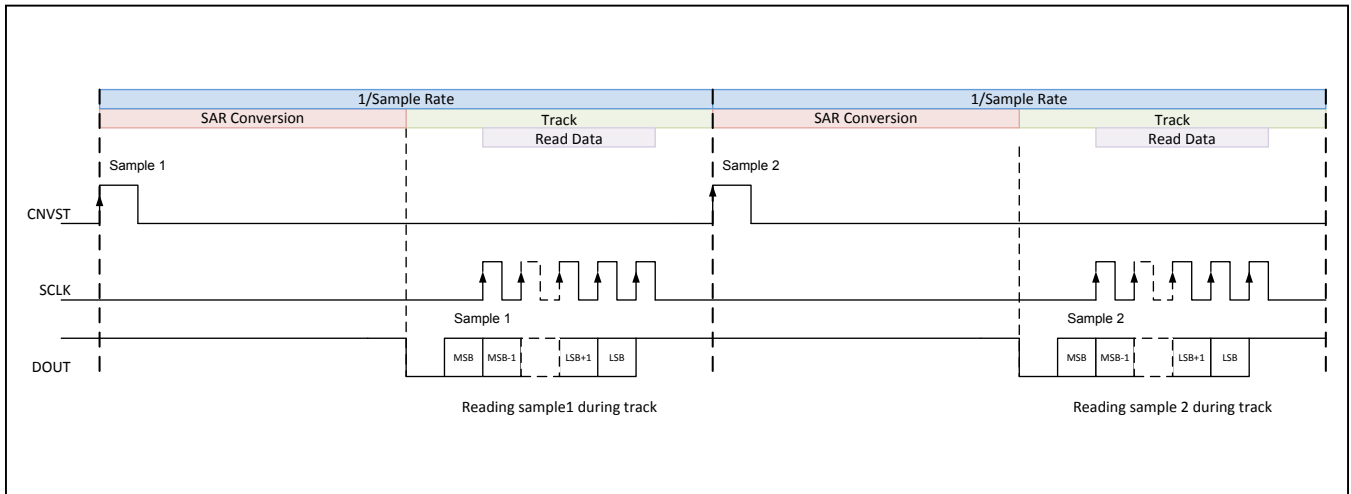 1/Sample Rate 1/Sample Rate
SAR Conversion Track SAR Conversion Track
Read Data Read Data
Sample 1 Sample 2
CNVST
SCLK
Sample 1 Sample 2
DOUT MSB MSB-1 LSB+1 LSB MSB MSB-1 LSB+1 LSB
Reading sample1 during track Reading sample 2 during track